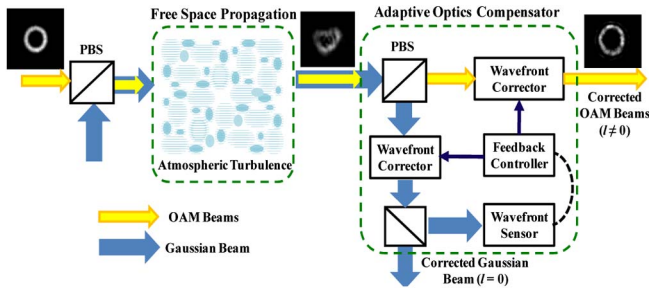 Free Space Propagation
Adaptive Optics Compensator
PBS
PBS
Wavefront
Corrector
Corrected
OAM Beams
(l ≠ 0)
Atmospheric Turbulence
Wavefront
Corrector
Feedback
Controller
OAM Beams
Gaussian Beam
Wavefront
Sensor
Corrected Gaussian
Beam (l = 0)